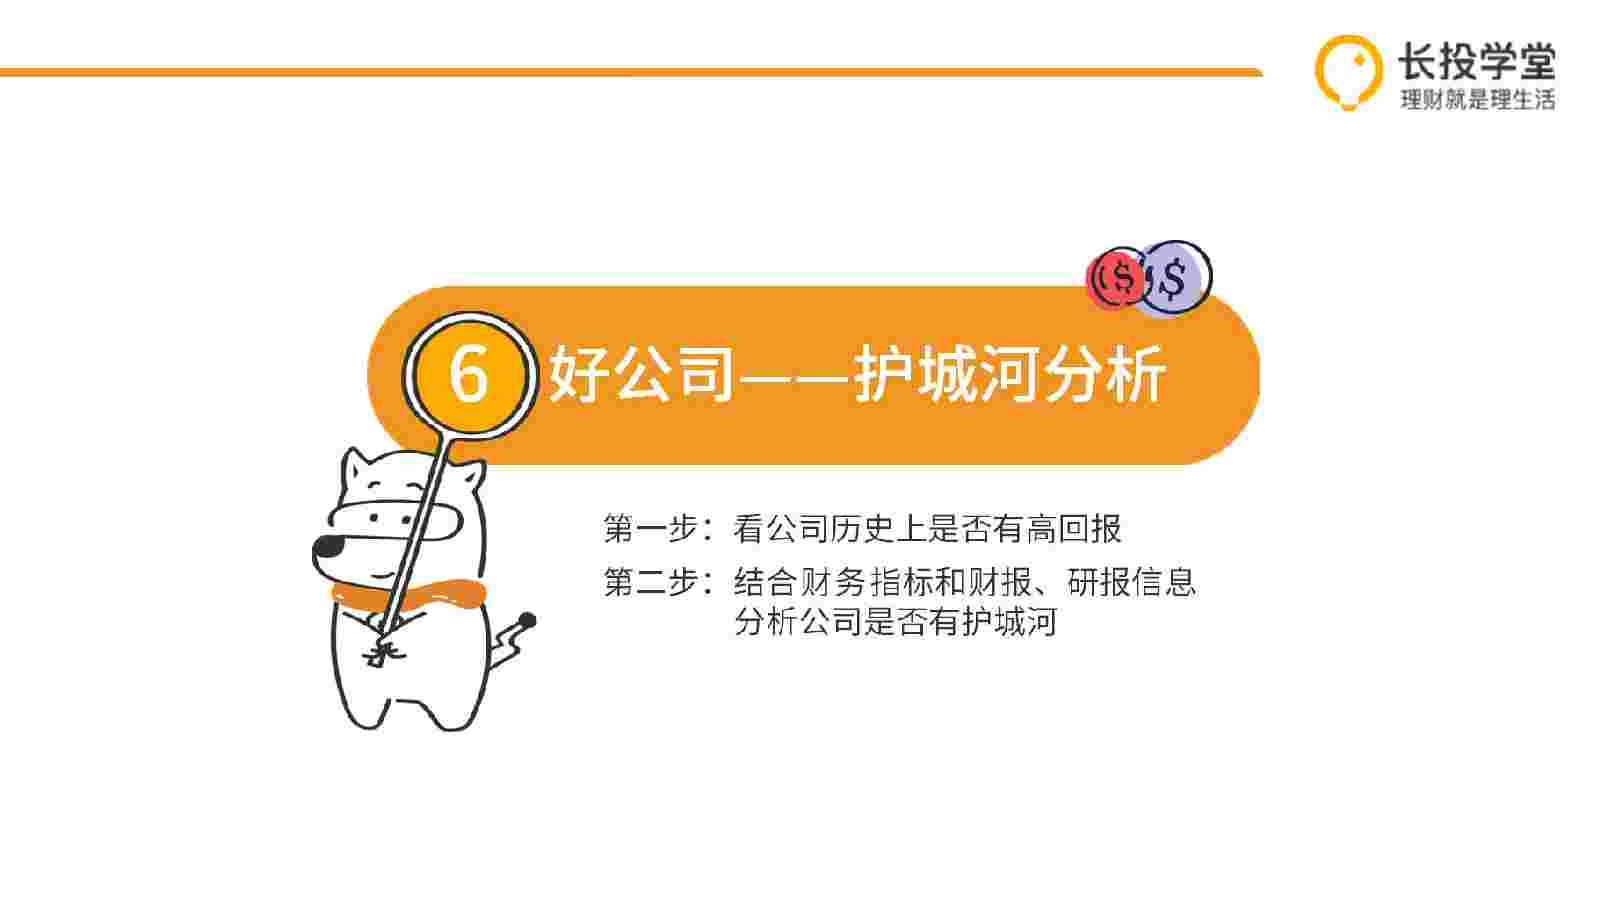 长投学堂
理财就是理生活
6 好公司——护城河分析
第一步：看公司历史上是否有高回报
第二步：结合财务指标和财报、研报信息
分析公司是否有护城河